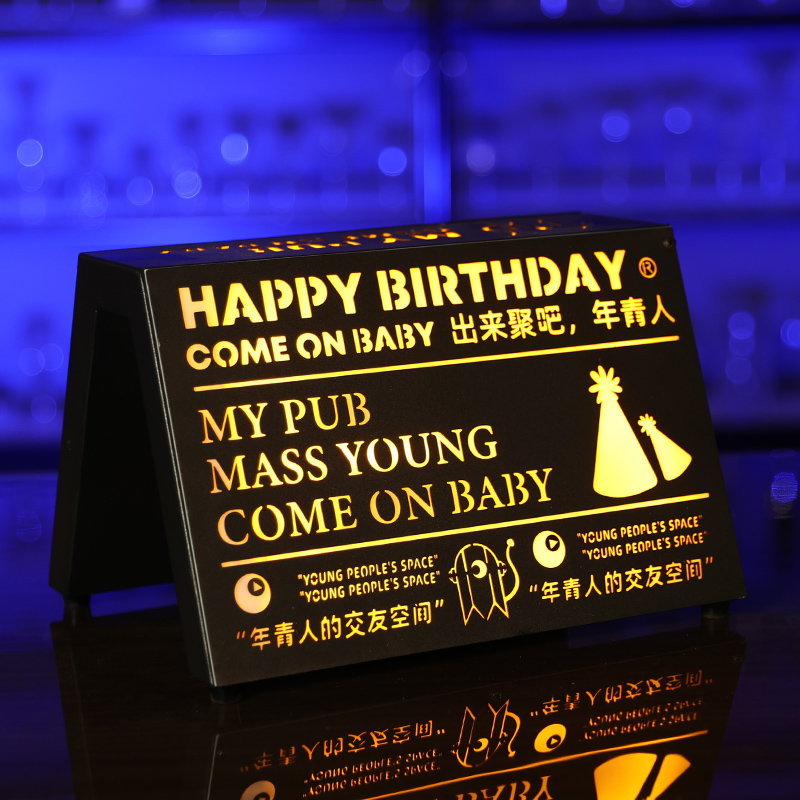 HAPPY BIRTHDAY ®
COME ON BABY 出来聚吧，年青人
MY PUB
MASS YOUNG
COME ON BABY
"YOUNG PEOPLE'S SPACE"
"YOUNG PEOPLE'S SPACE"
“年青人的交友空间”
"YOUNG PEOPLE'S SPACE"
"YOUNG PEOPLE'S SPACE"
“年青人的交友空间”